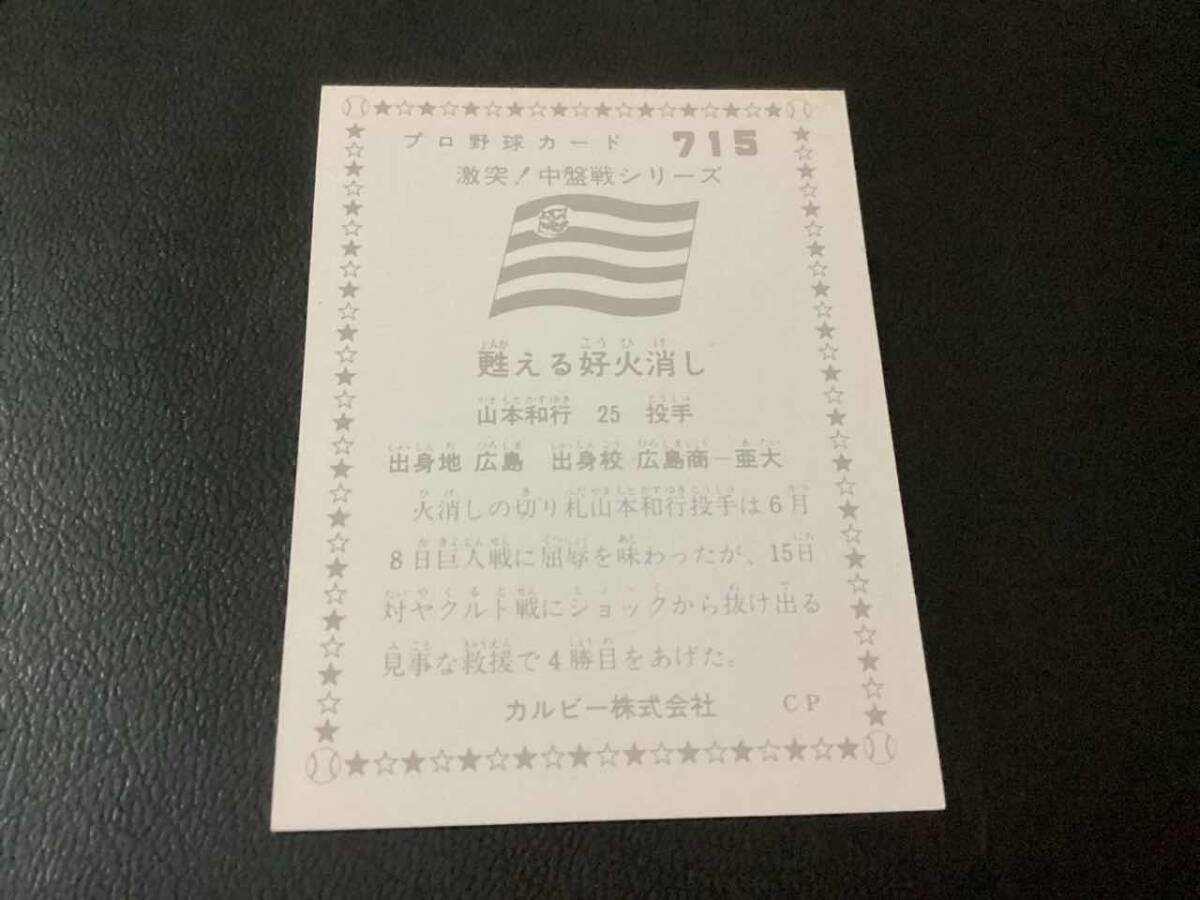 プロ野球カード 715
激突!中盤戦シリーズ
甦える好火消し
山本和行 25 投手
出身地 広島 出身校 広島商―亜大
火消しの切り札山本和行投手は6月
8日巨人戦に屈辱を味わったが、15日
対ヤクルト戦にショックから抜け出る
見事な救援で4勝目をあげた。
カルビー株式会社 CP